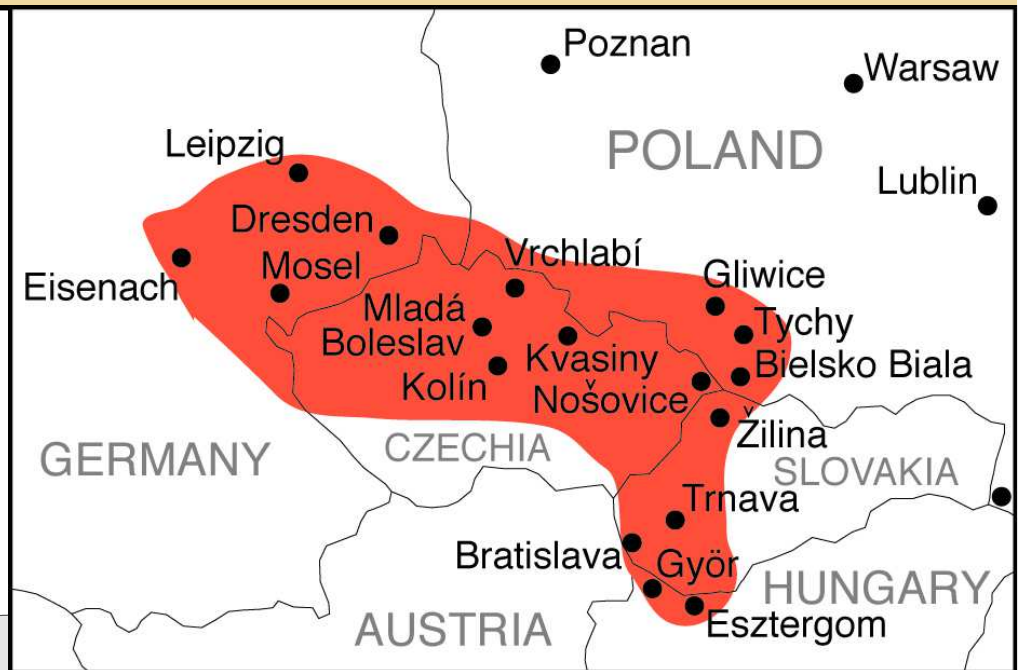 Poznan
Warsaw
POLAND
Leipzig
Lublin
Dresden
Vrchlabí
Mosel
Gliwice
Eisenach
Mladá
Boleslav
Tychy
Kvasiny
Bielsko Biala
Kolín
Nošovice
Žilina
GERMANY
CZECHIA
SLOVAKIA
Trnava
Bratislava
Györ
HUNGARY
AUSTRIA
Esztergom